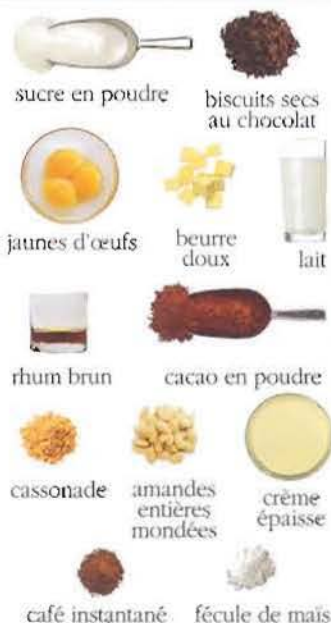 sucre en poudre
biscuits secs
au chocolat
jaunes d'œufs
beurre
doux
lait
rhum brun
cacao en poudre
cassonade
amandes
entières
mondées
crème
épaisse
café instantané
fécule de maïs